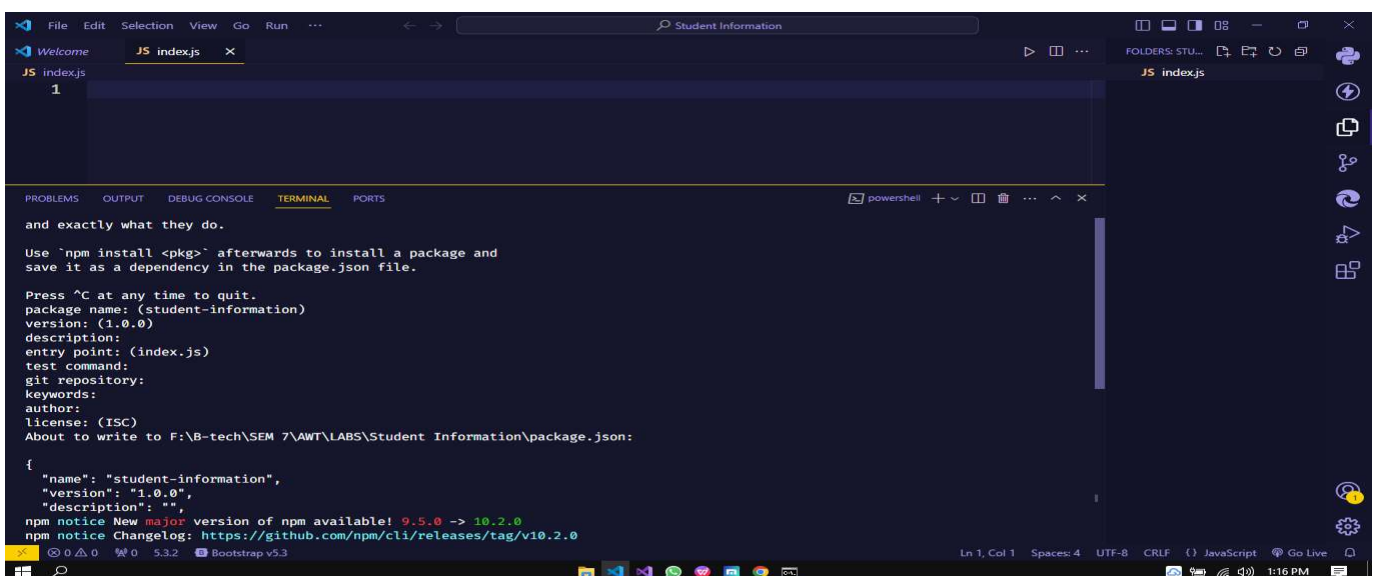 File Edit Selection View Go Run ··· Student Information
Welcome JS index.js FOLDERS: STU...
JS index.js JS index.js
1
PROBLEMS OUTPUT DEBUG CONSOLE TERMINAL PORTS powershell
and exactly what they do.
Use `npm install <pkg>` afterwards to install a package and
save it as a dependency in the package.json file.
Press ^C at any time to quit.
package name: (student-information)
version: (1.0.0)
description:
entry point: (index.js)
test command:
git repository:
keywords:
author:
license: (ISC)
About to write to F:\B-tech\SEM 7\AWT\LABS\Student Information\package.json:
{
"name": "student-information",
"version": "1.0.0",
"description": "",
npm notice New major version of npm available! 9.5.0 -> 10.2.0
npm notice Changelog: https://github.com/npm/cli/releases/tag/v10.2.0
0 0 0 5.3.2 Bootstrap v5.3 Ln 1, Col 1 Spaces: 4 UTF-8 CRLF {} JavaScript Go Live
1:16 PM